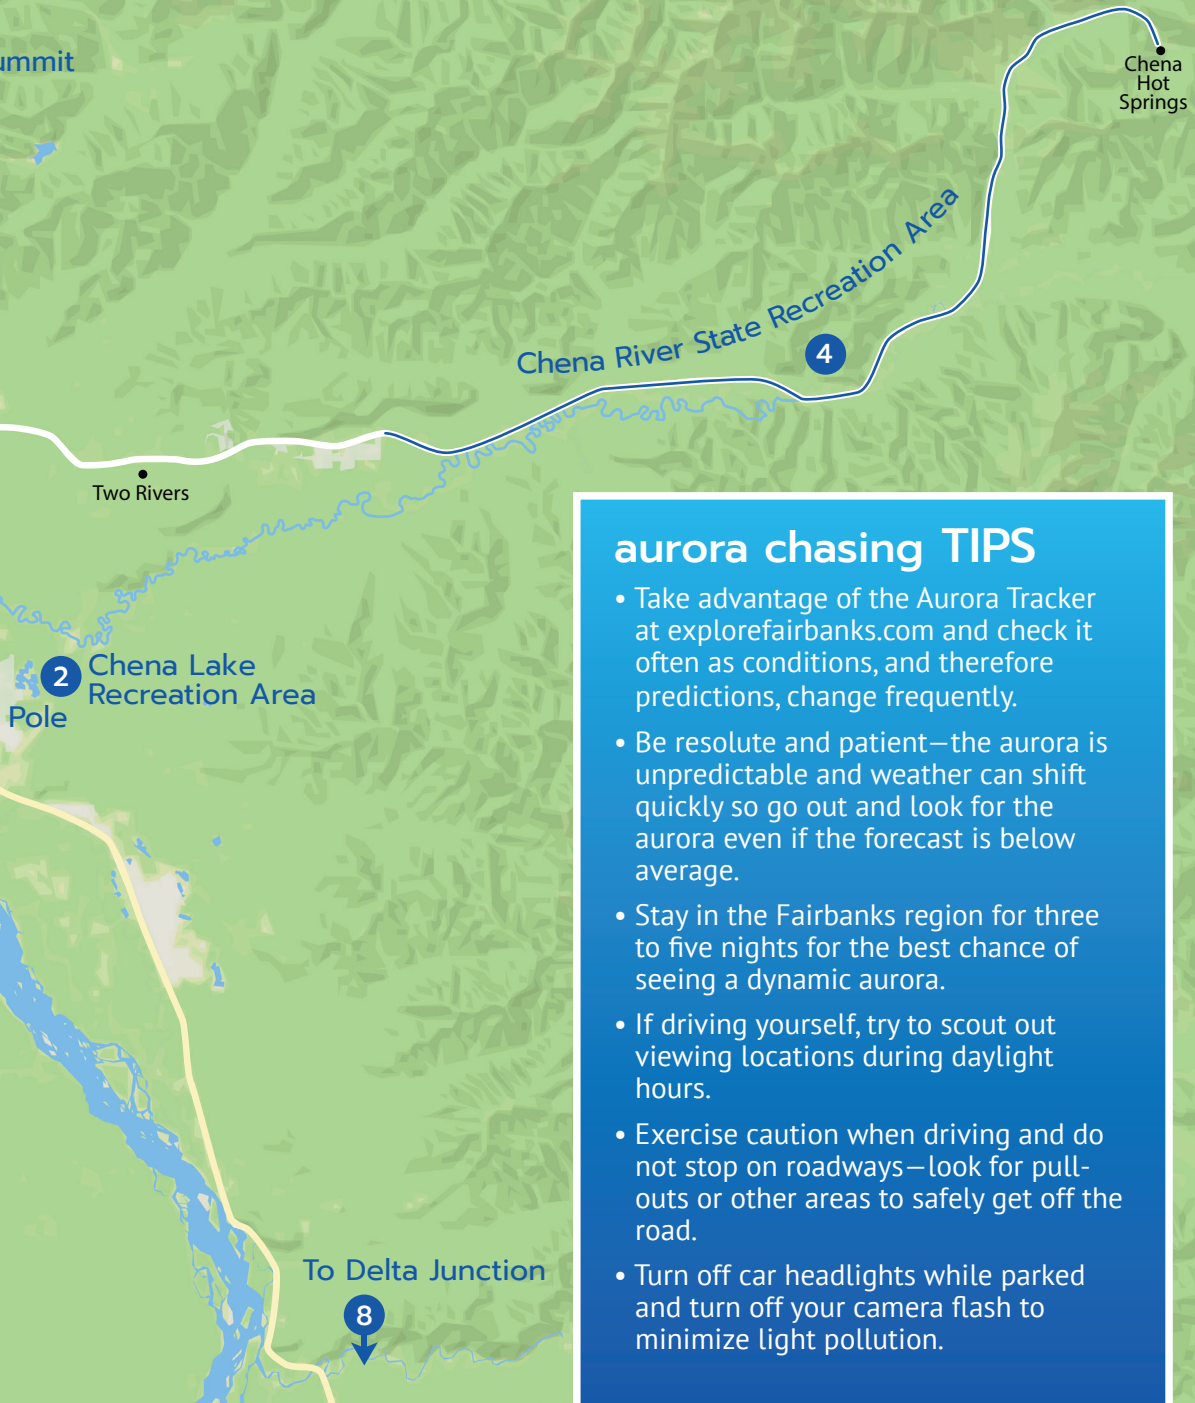 ummit
Chena
Hot
Springs
Chena River State Recreation Area
4
Two Rivers
2
Chena Lake
Recreation Area
Pole
To Delta Junction
8
aurora chasing TIPS
• Take advantage of the Aurora Tracker
at explorefairbanks.com and check it
often as conditions, and therefore
predictions, change frequently.
• Be resolute and patient—the aurora is
unpredictable and weather can shift
quickly so go out and look for the
aurora even if the forecast is below
average.
• Stay in the Fairbanks region for three
to five nights for the best chance of
seeing a dynamic aurora.
• If driving yourself, try to scout out
viewing locations during daylight
hours.
• Exercise caution when driving and do
not stop on roadways—look for pull-
outs or other areas to safely get off the
road.
• Turn off car headlights while parked
and turn off your camera flash to
minimize light pollution.